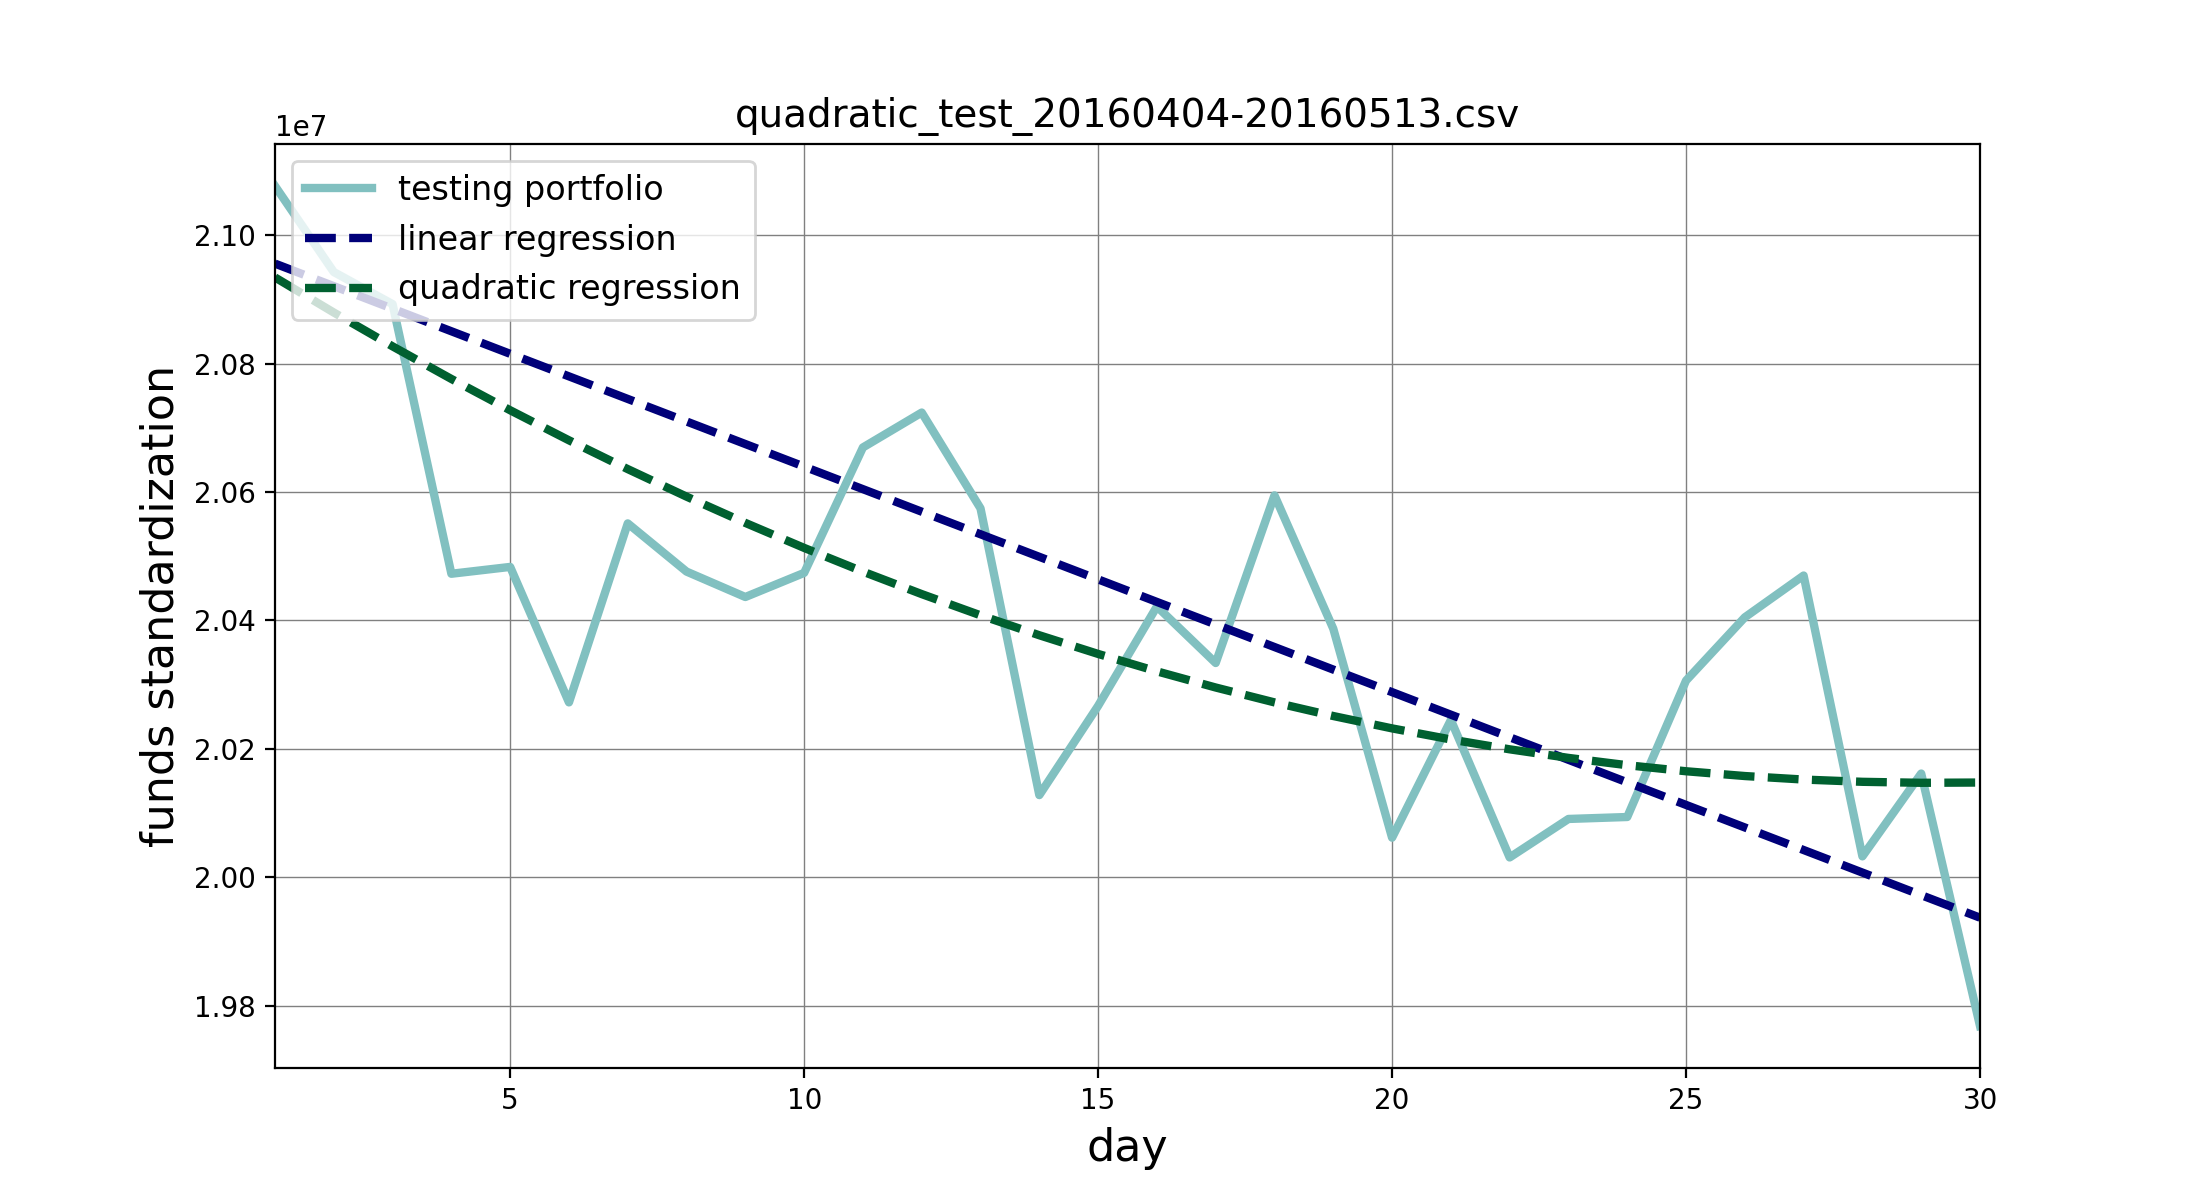 quadratic_test_20160404-20160513.csv
1e7
testing portfolio
linear regression
quadratic regression
2.10
2.08
2.06
2.04
2.02
2.00
1.98
funds standardization
5
10
15
20
25
30
day